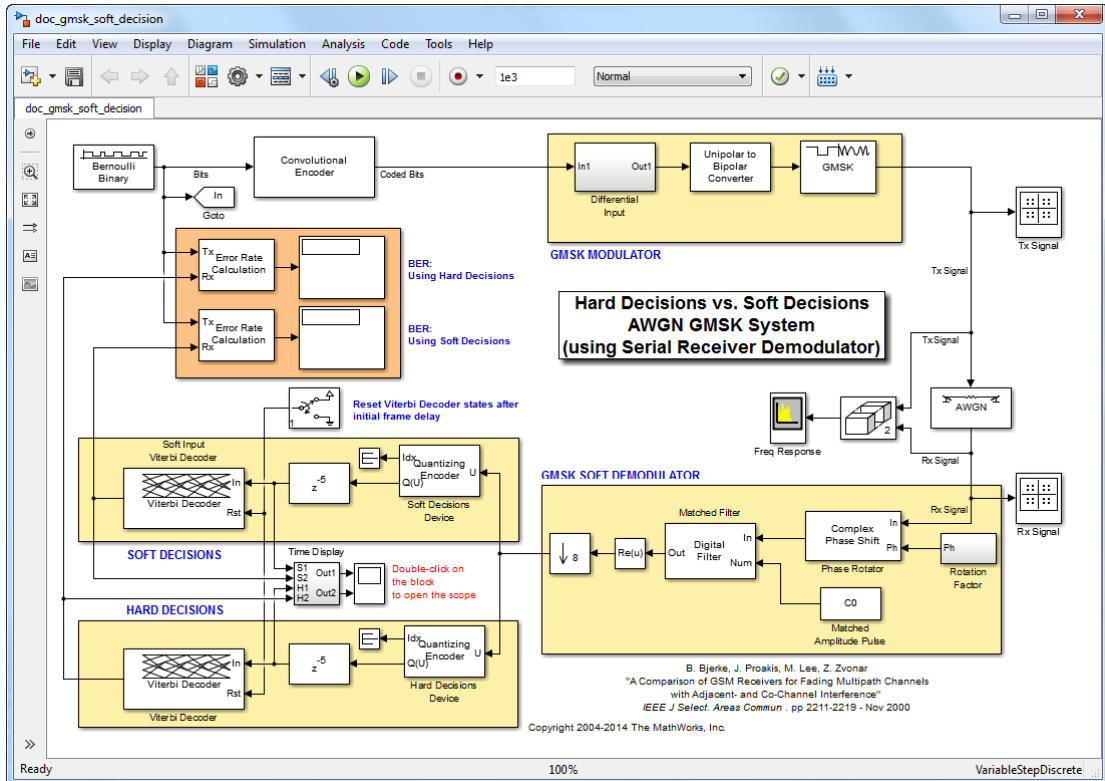 doc_gmsk_soft_decision
File Edit View Display Diagram Simulation Analysis Code Tools Help
1e3
Normal
doc_gmsk_soft_decision
Bernoulli
Binary
Bits
In
Goto
Convolutional
Encoder
Coded Bits
In1 Out1
Differential
Input
Unipolar to
Bipolar
Converter
GMSK
GMSK MODULATOR
Tx Signal
Tx Signal
Tx
Rx
Error Rate
Calculation
BER:
Using Hard Decisions
Tx
Rx
Error Rate
Calculation
BER:
Using Soft Decisions
Hard Decisions vs. Soft Decisions
AWGN GMSK System
(using Serial Receiver Demodulator)
Tx Signal
AWGN
2
Freq Response
Rx Signal
1
2
Reset Viterbi Decoder states after
initial frame delay
Soft Input
Viterbi Decoder
Viterbi Decoder
In
Rst
z
-5
Idx
Q(U)
Quantizing
Encoder
U
Soft Decisions
Device
SOFT DECISIONS
GMSK SOFT DEMODULATOR
Rx Signal
Rx Signal
8
Re(u)
Matched Filter
Out
Digital
Filter
In
Num
Complex
Phase Shift
In
Ph
Phase Rotator
Ph
Rotation
Factor
C0
Matched
Amplitude Pulse
Time Display
S1
S2
H1
H2
Out1
Out2
Double-click on
the block
to open the scope
HARD DECISIONS
Viterbi Decoder
In
Rst
Viterbi Decoder
z
-5
Idx
Q(U)
Quantizing
Encoder
U
Hard Decisions
Device
B. Bjerke, J. Proakis, M. Lee, Z. Zvonar
"A Comparison of GSM Receivers for Fading Multipath Channels
with Adjacent- and Co-Channel Interference"
IEEE J Select. Areas Commun . pp 2211-2219 - Nov 2000
Copyright 2004-2014 The MathWorks, Inc.
Ready 100% VariableStepDiscrete